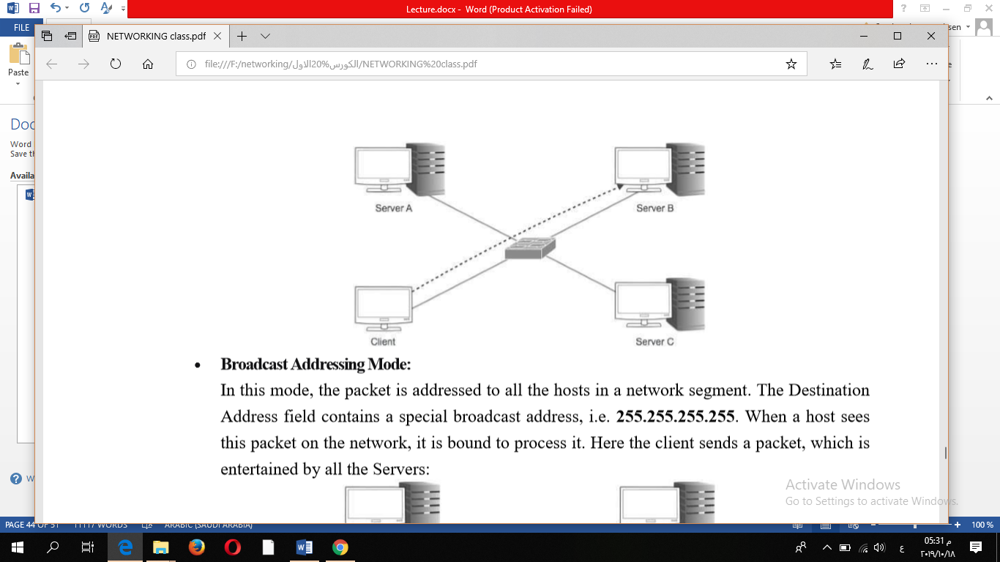 Lecture.docx - Word (Product Activation Failed)
FILE
NETWORKING class.pdf
file:///F:/networking/الكورس%20الاول/NETWORKING%20class.pdf
Paste
Word
Save th
Availa
Server A
Server B
Client
Server C
• Broadcast Addressing Mode:
In this mode, the packet is addressed to all the hosts in a network segment. The Destination
Address field contains a special broadcast address, i.e. 255.255.255.255. When a host sees
this packet on the network, it is bound to process it. Here the client sends a packet, which is
entertained by all the Servers:
Activate Windows
Go to Settings to activate Windows.
PAGE 44 OF 51 11117 WORDS ARABIC (SAUDI ARABIA)
100 %
ع
05:31 م
٢٠١٩/١٠/١٨